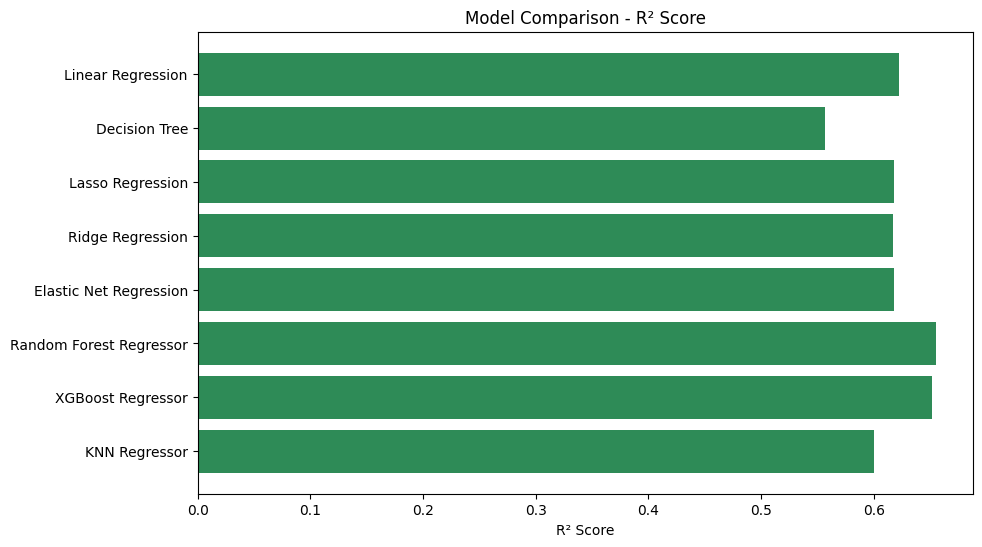 Model Comparison - R² Score
Linear Regression
Decision Tree
Lasso Regression
Ridge Regression
Elastic Net Regression
Random Forest Regressor
XGBoost Regressor
KNN Regressor
0.0 0.1 0.2 0.3 0.4 0.5 0.6
R² Score